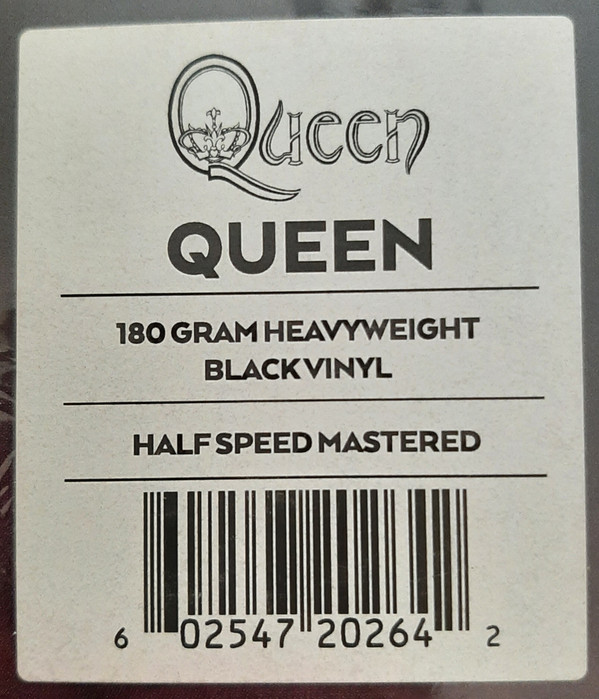 Queen
QUEEN
180 GRAM HEAVYWEIGHT
BLACK VINYL
HALF SPEED MASTERED
6 02547 20264 2